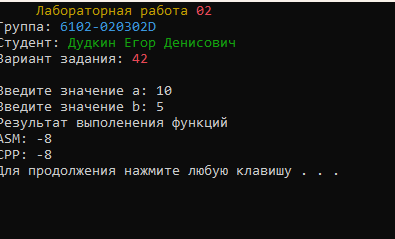 Лабораторная работа 02
Группа: 6102-020302D
Студент: Дудкин Егор Денисович
Вариант задания: 42
Введите значение a: 10
Введите значение b: 5
Результат выполенения функций
ASM: -8
CPP: -8
Для продолжения нажмите любую клавишу . . .